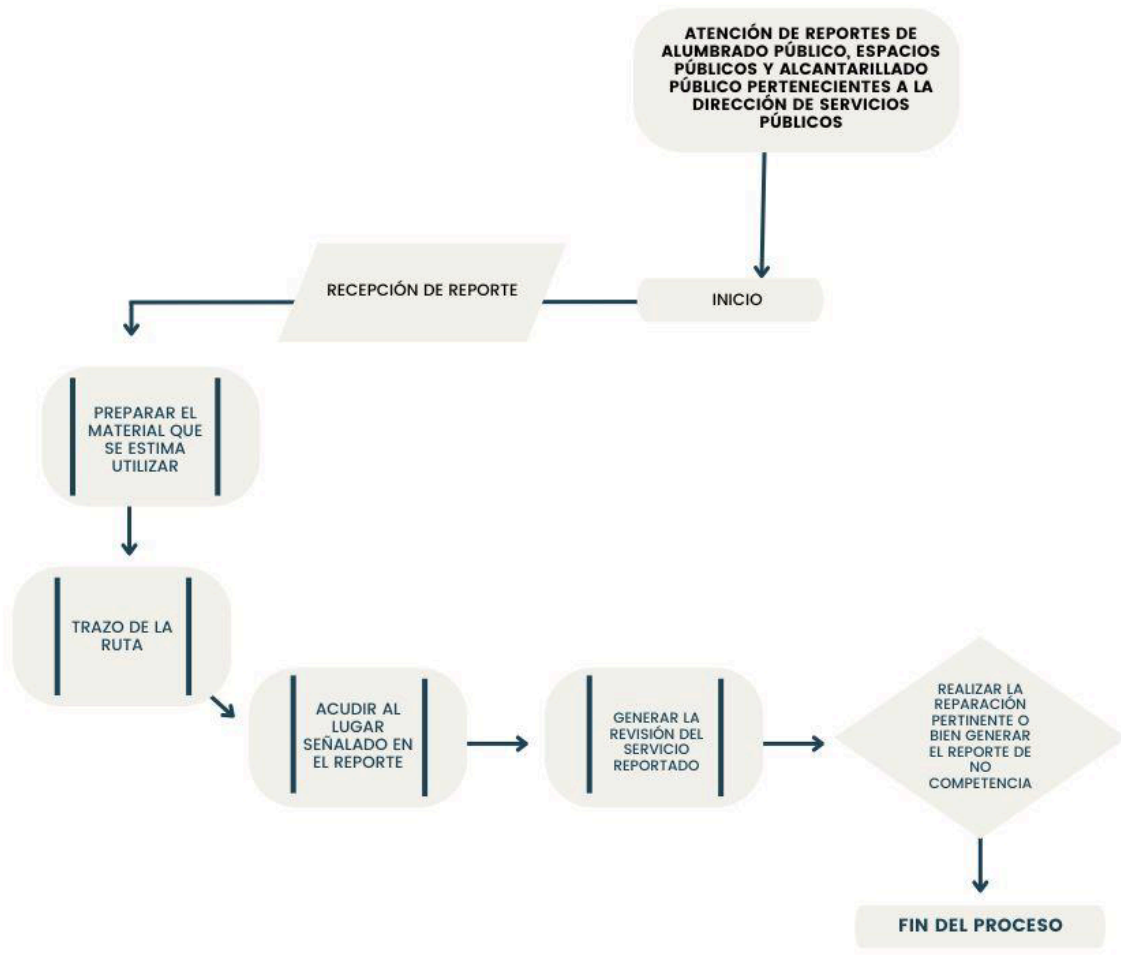 ATENCIÓN DE REPORTES DE
ALUMBRADO PÚBLICO, ESPACIOS
PÚBLICOS Y ALCANTARILLADO
PÚBLICO PERTENECIENTES A LA
DIRECCIÓN DE SERVICIOS
PÚBLICOS
INICIO
RECEPCIÓN DE REPORTE
PREPARAR EL
MATERIAL QUE
SE ESTIMA
UTILIZAR
TRAZO DE LA
RUTA
ACUDIR AL
LUGAR
SEÑALADO EN
EL REPORTE
GENERAR LA
REVISIÓN DEL
SERVICIO
REPORTADO
REALIZAR LA
REPARACIÓN
PERTINENTE O
BIEN GENERAR
EL REPORTE DE
NO
COMPETENCIA
FIN DEL PROCESO